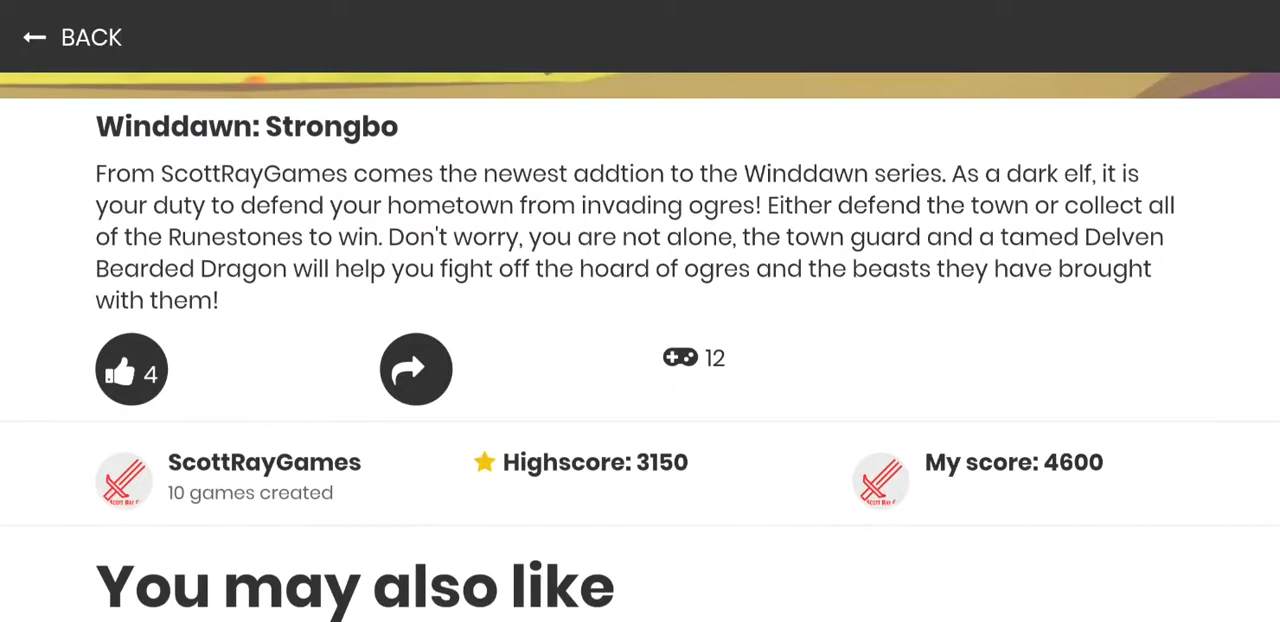 BACK
Winddawn: Strongbo
From ScottRayGames comes the newest addtion to the Winddawn series. As a dark elf, it is
your duty to defend your hometown from invading ogres! Either defend the town or collect all
of the Runestones to win. Don't worry, you are not alone, the town guard and a tamed Delven
Bearded Dragon will help you fight off the hoard of ogres and the beasts they have brought
with them!
4
12
ScottRayGames
10 games created
Highscore: 3150
My score: 4600
You may also like